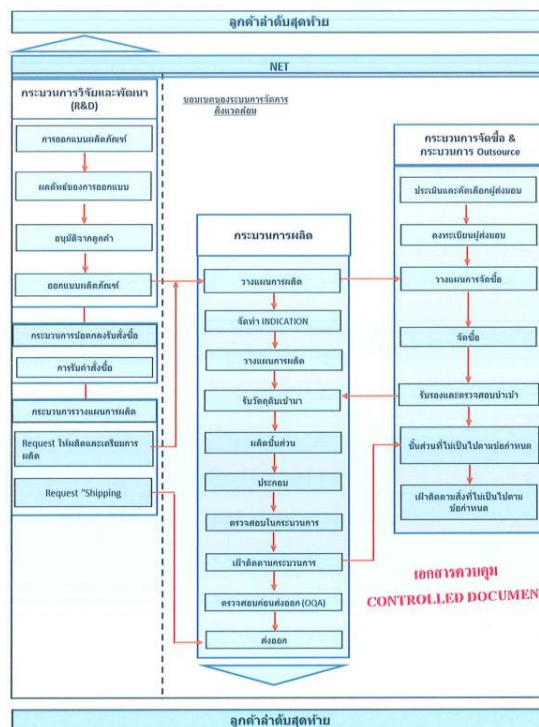 ลูกค้าลำดับสุดท้าย
NET
กระบวนการวิจัยและพัฒนา
(R&D)
การออกแบบผลิตภัณฑ์
ผลลัพธ์ของการออกแบบ
อนุมัติจากลูกค้า
ออกแบบผลิตภัณฑ์
กระบวนการข้อตกลงรับสั่งซื้อ
การรับคำสั่งซื้อ
กระบวนการวางแผนการผลิต
Request ให้ผลิตและเตรียมการ
ผลิต
Request "Shipping
ขอบเขตของระบบการจัดการ
สิ่งแวดล้อม
กระบวนการผลิต
วางแผนการผลิต
จัดทำ INDICATION
วางแผนการผลิต
รับวัตถุดิบเข้ามา
ผลิตชิ้นส่วน
ประกอบ
ตรวจสอบในกระบวนการ
เฝ้าติดตามกระบวนการ
ตรวจสอบก่อนส่งออก (OQA)
ส่งออก
กระบวนการจัดซื้อ &
กระบวนการ Outsource
ประเมินและคัดเลือกผู้ส่งมอบ
ลงทะเบียนผู้ส่งมอบ
วางแผนการจัดซื้อ
จัดซื้อ
รับรองและตรวจสอบนำเข้า
ชิ้นส่วนที่ไม่เป็นไปตามข้อกำหนด
เฝ้าติดตามสิ่งที่ไม่เป็นไปตาม
ข้อกำหนด
เอกสารควบคุม
CONTROLLED DOCUMEN
ลูกค้าลำดับสุดท้าย